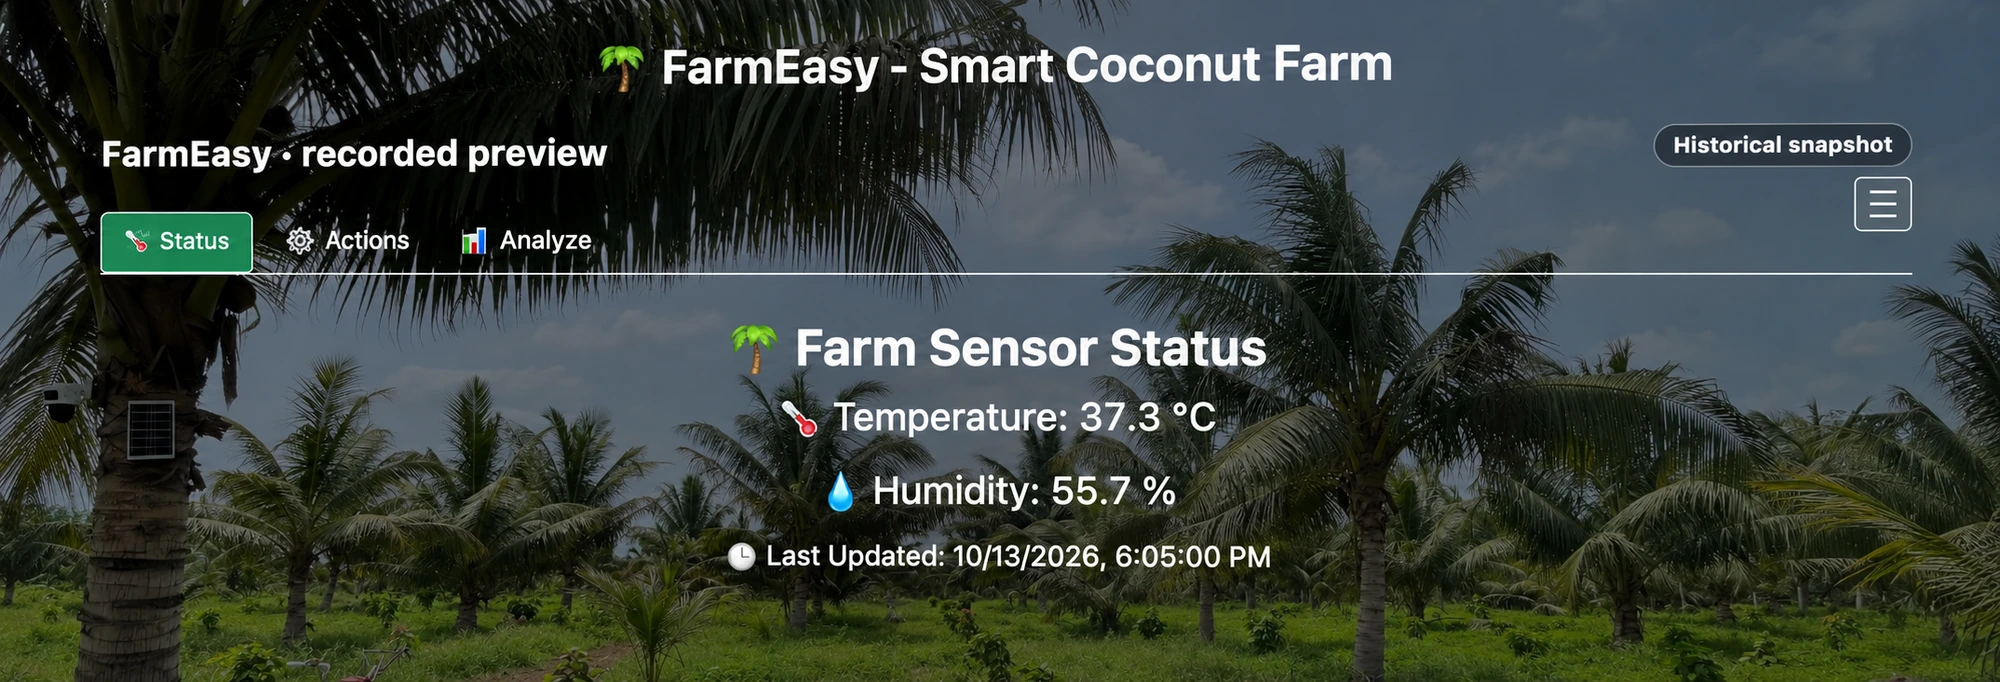 🌴 FarmEasy - Smart Coconut Farm
FarmEasy • recorded preview
Historical snapshot
☰
🌡️ Status ⚙️ Actions 📊 Analyze
🌴 Farm Sensor Status
🌡️ Temperature: 37.3 °C
💧 Humidity: 55.7 %
🕒 Last Updated: 10/13/2026, 6:05:00 PM